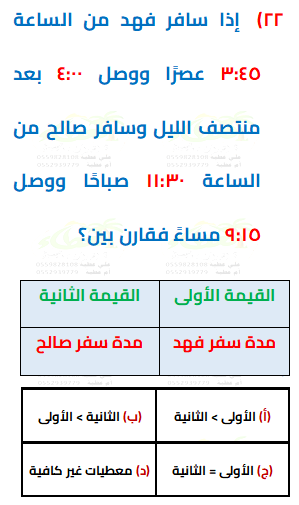 ٢٢) إذا سافر فهد من الساعة
٣:٤٥ عصرًا ووصل ٤:٠٠ بعد
منتصف الليل وسافر صالح من
الساعة ١١:٣٠ صباحًا ووصل
٩:١٥ مساءً فقارن بين؟
القيمة الأولى القيمة الثانية
مدة سفر فهد مدة سفر صالح
(أ) الأولى > الثانية (ب) الثانية > الأولى
(ج) الأولى = الثانية (د) معطيات غير كافية